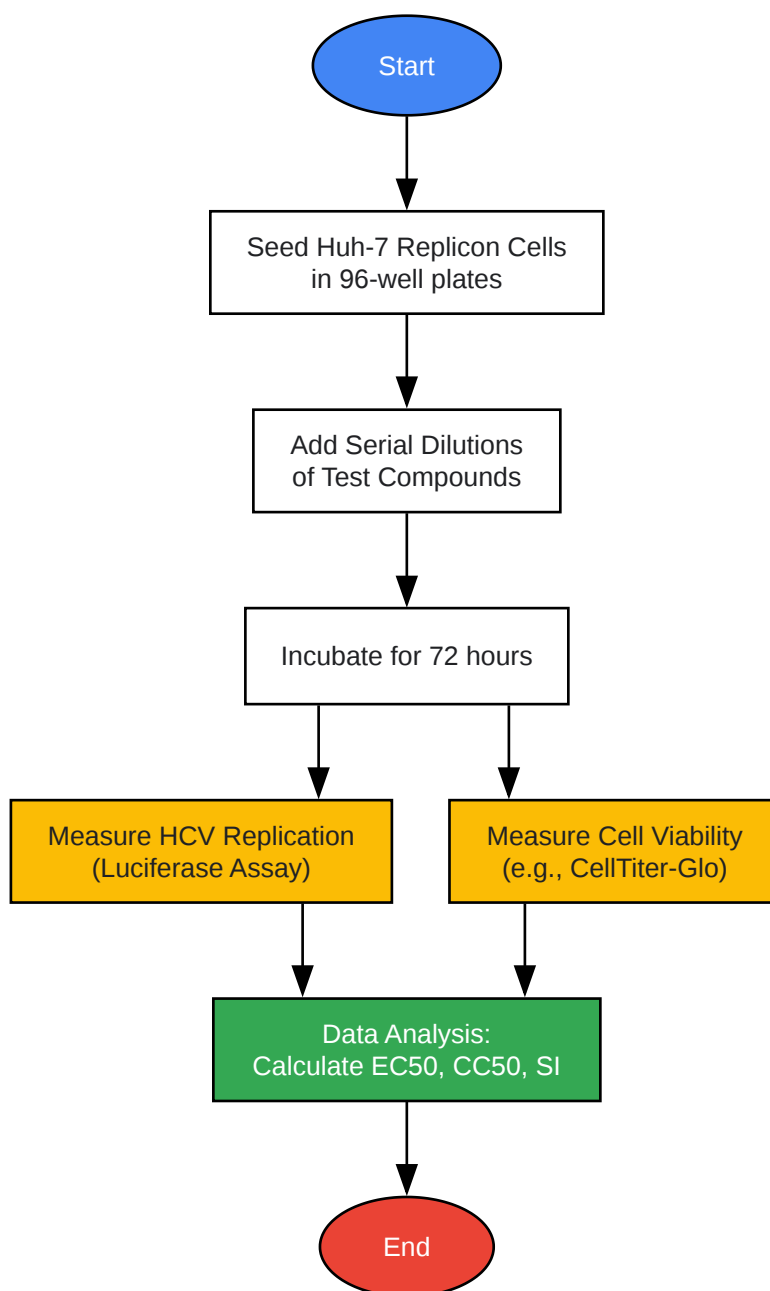 Start
Seed Huh-7 Replicon Cells
in 96-well plates
Add Serial Dilutions
of Test Compounds
Incubate for 72 hours
Measure HCV Replication
(Luciferase Assay)
Measure Cell Viability
(e.g., CellTiter-Glo)
Data Analysis:
Calculate EC50, CC50, SI
End